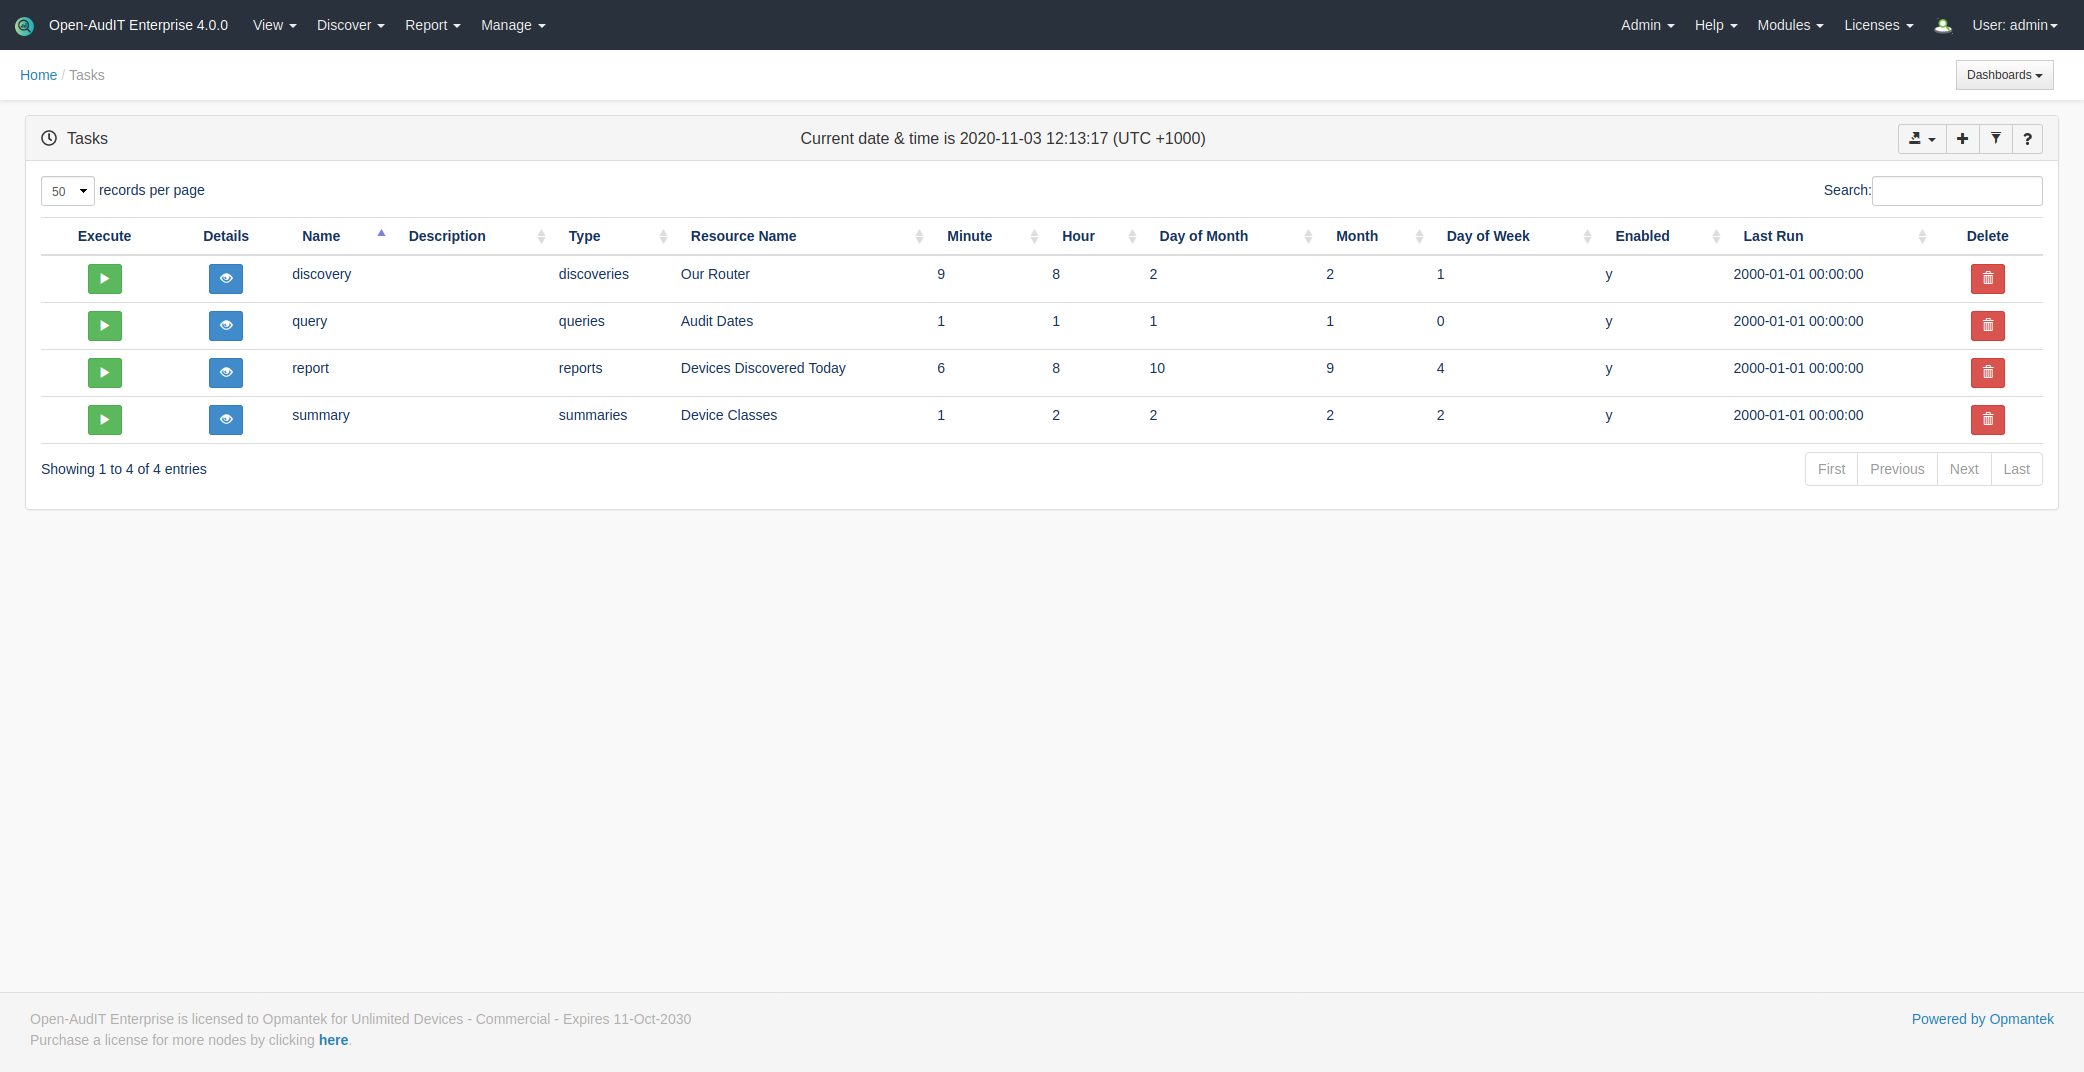 Open-AudIT Enterprise 4.0.0 View Discover Report Manage Admin Help Modules Licenses User: admin
Home / Tasks Dashboards
Tasks Current date & time is 2020-11-03 12:13:17 (UTC +1000) ?
50 records per page Search:
Execute Details Name Description Type Resource Name Minute Hour Day of Month Month Day of Week Enabled Last Run Delete
discovery discoveries Our Router 9 8 2 2 1 y 2000-01-01 00:00:00
query queries Audit Dates 1 1 1 1 0 y 2000-01-01 00:00:00
report reports Devices Discovered Today 6 8 10 9 4 y 2000-01-01 00:00:00
summary summaries Device Classes 1 2 2 2 2 y 2000-01-01 00:00:00
Showing 1 to 4 of 4 entries First Previous Next Last
Open-AudIT Enterprise is licensed to Opmantek for Unlimited Devices - Commercial - Expires 11-Oct-2030 Powered by Opmantek
Purchase a license for more nodes by clicking here.